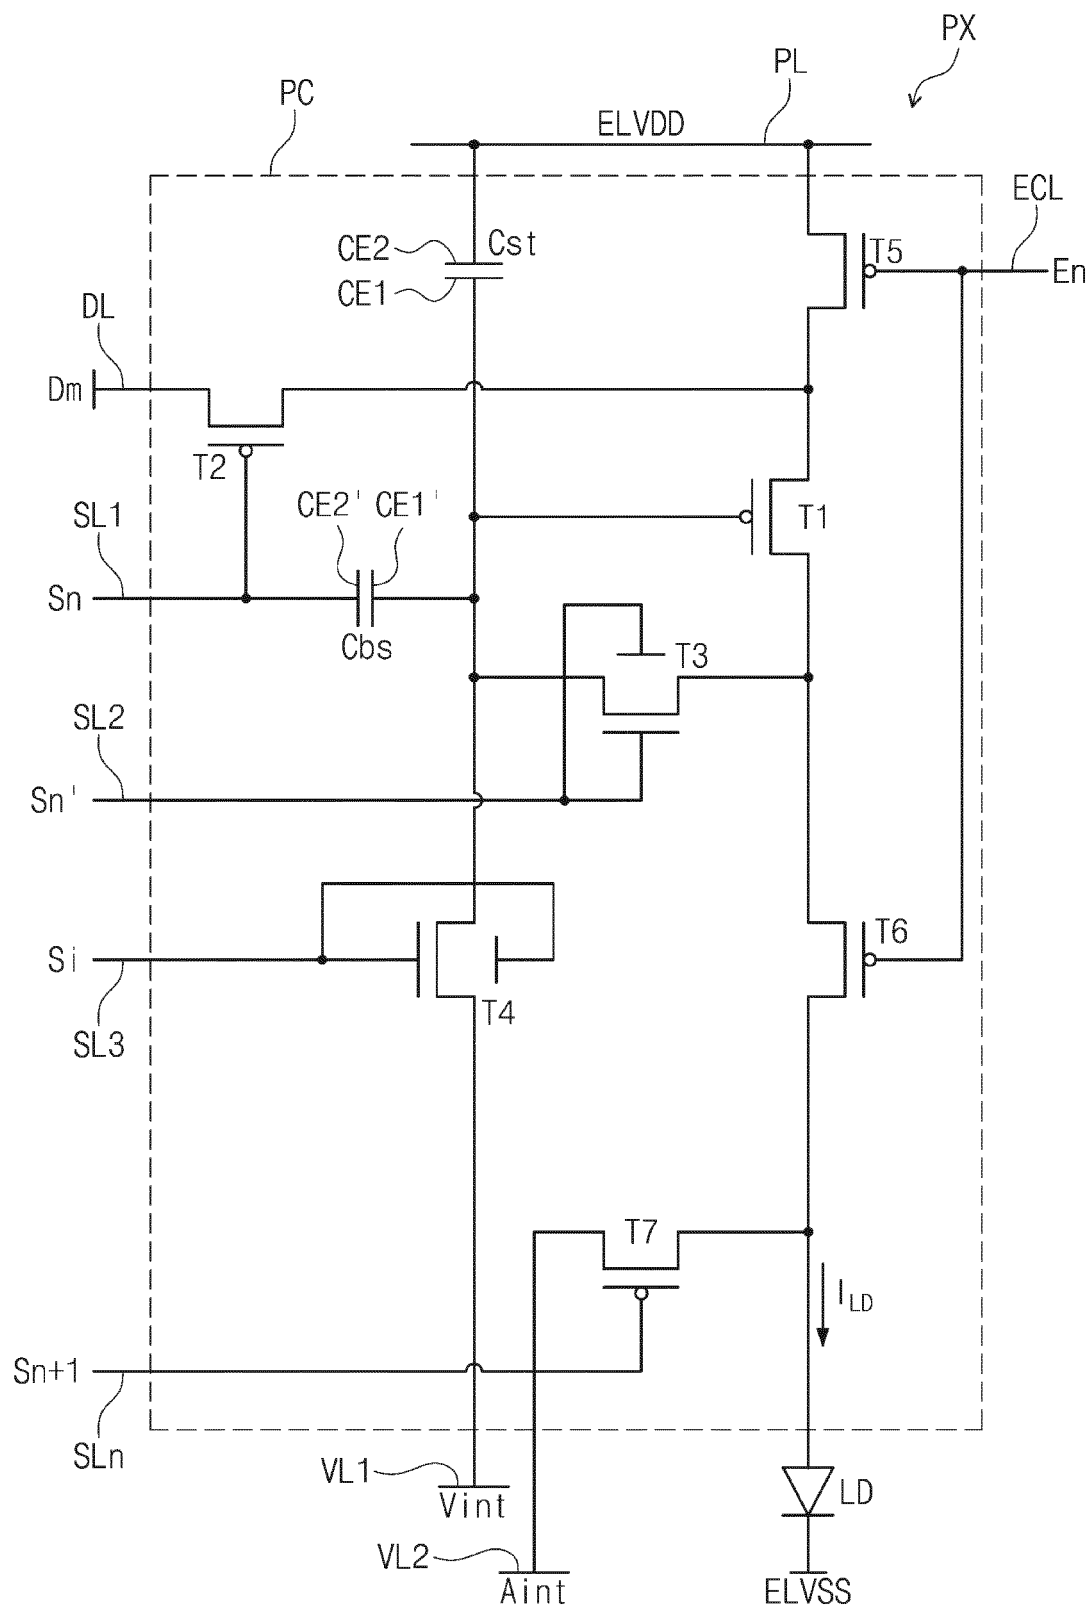 PX
PL
PC
ELVDD
ECL
CE2
Cst
T5
CE1
En
DL
Dm
T2
CE2' CE1'
SL1
T1
Sn
Cbs
T3
SL2
Sn'
T6
Si
T4
SL3
T7
ILD
Sn+1
SLn
VL1
Vint
LD
VL2
Aint
ELVSS